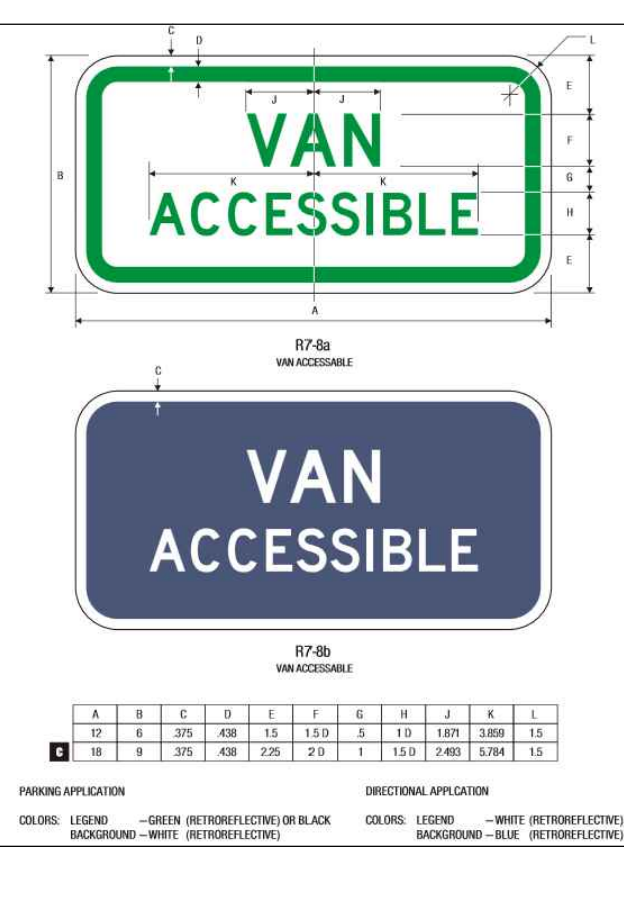 C
D
L
J J
E
VAN
F
B
K K
G
ACCESSIBLE
H
E
A
R7-8a
VAN ACCESSABLE
C
VAN
ACCESSIBLE
R7-8b
VAN ACCESSABLE
A B C D E F G H J K L
12 6 .375 .438 1.5 1.5 D .5 1 D 1.871 3.859 1.5
C 18 9 .375 .438 2.25 2 D 1 1.5 D 2.493 5.784 1.5
PARKING APPLICATION DIRECTIONAL APPLCATION
COLORS: LEGEND – GREEN (RETROREFLECTIVE) OR BLACK COLORS: LEGEND – WHITE (RETROREFLECTIVE)
BACKGROUND – WHITE (RETROREFLECTIVE) BACKGROUND – BLUE (RETROREFLECTIVE)